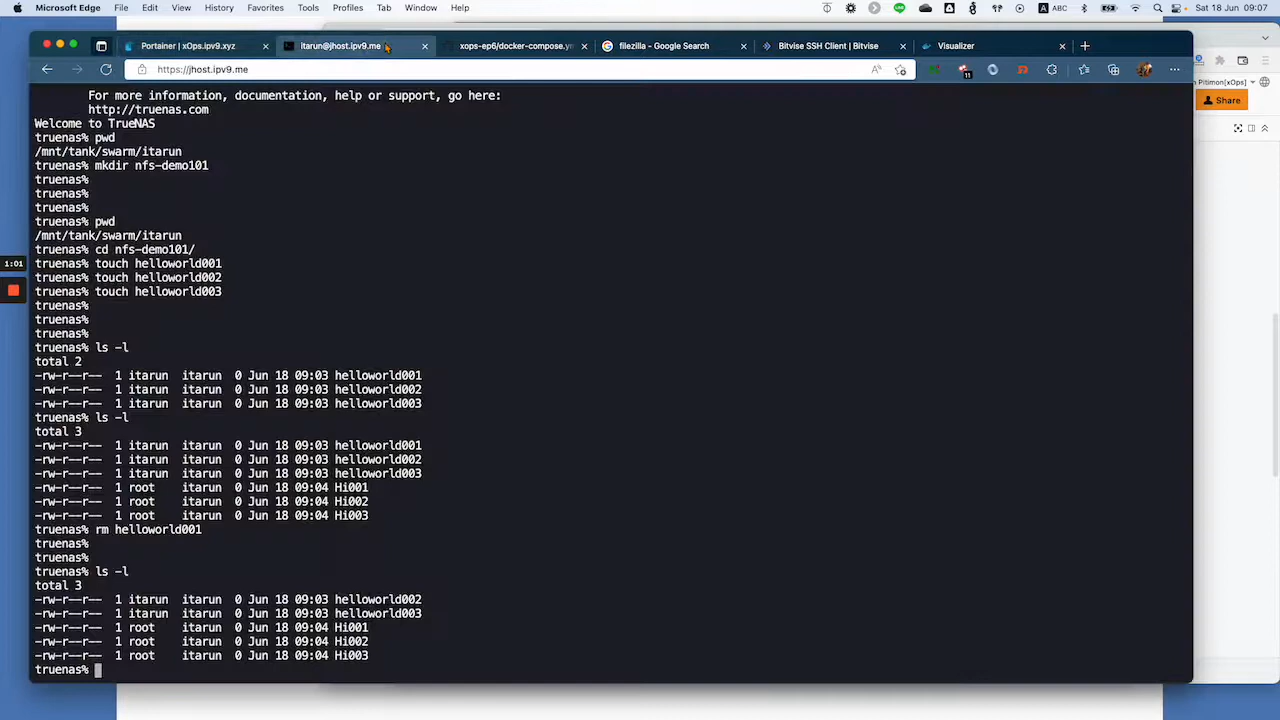 Microsoft Edge File Edit View History Favorites Tools Profiles Tab Window Help ABC Sat 18 Jun 09:07
Portainer | xOps.ipv9.xyz itarun@jhost.ipv9.me xops-ep6/docker-compose.ym filezilla - Google Search Bitvise SSH Client | Bitvise Visualizer
https://jhost.ipv9.me 11
Pitimon[xOps]
Share
For more information, documentation, help or support, go here:
http://truenas.com
Welcome to TrueNAS
truenas% pwd
/mnt/tank/swarm/itarun
truenas% mkdir nfs-demo101
truenas%
truenas%
truenas%
truenas% pwd
/mnt/tank/swarm/itarun
truenas% cd nfs-demo101/
truenas% touch helloworld001
truenas% touch helloworld002
truenas% touch helloworld003
truenas%
truenas%
truenas%
truenas% ls -l
total 2
-rw-r--r-- 1 itarun itarun 0 Jun 18 09:03 helloworld001
-rw-r--r-- 1 itarun itarun 0 Jun 18 09:03 helloworld002
-rw-r--r-- 1 itarun itarun 0 Jun 18 09:03 helloworld003
truenas% ls -l
total 3
-rw-r--r-- 1 itarun itarun 0 Jun 18 09:03 helloworld001
-rw-r--r-- 1 itarun itarun 0 Jun 18 09:03 helloworld002
-rw-r--r-- 1 itarun itarun 0 Jun 18 09:03 helloworld003
-rw-r--r-- 1 root itarun 0 Jun 18 09:04 Hi001
-rw-r--r-- 1 root itarun 0 Jun 18 09:04 Hi002
-rw-r--r-- 1 root itarun 0 Jun 18 09:04 Hi003
truenas% rm helloworld001
truenas%
truenas%
truenas% ls -l
total 3
-rw-r--r-- 1 itarun itarun 0 Jun 18 09:03 helloworld002
-rw-r--r-- 1 itarun itarun 0 Jun 18 09:03 helloworld003
-rw-r--r-- 1 root itarun 0 Jun 18 09:04 Hi001
-rw-r--r-- 1 root itarun 0 Jun 18 09:04 Hi002
-rw-r--r-- 1 root itarun 0 Jun 18 09:04 Hi003
truenas%
1:01